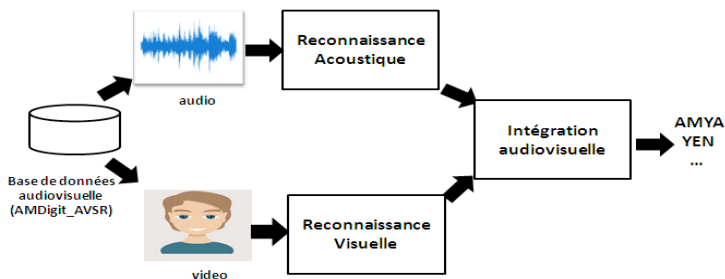 audio
Reconnaissance
Acoustique
Base de données
audiovisuelle
(AMDigit_AVSR)
video
Reconnaissance
Visuelle
Intégration
audiovisuelle
AMYA
YEN
...